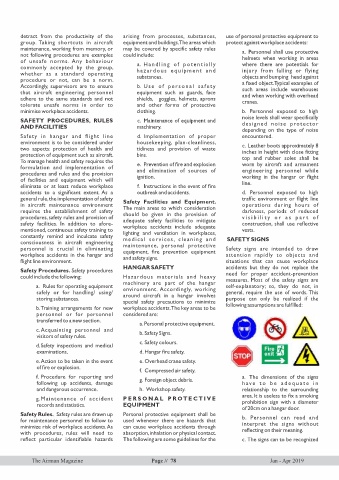 detract from the productivity of the
group. Taking shortcuts in aircraft
maintenance, working from memory, or
not following procedures are examples
of unsafe norms. Any behaviour
commonly accepted by the group,
whether as a standard operating
procedure or not, can be a norm.
Accordingly, supervisors are to ensure
that aircraft engineering personnel
adhere to the same standards and not
tolerate unsafe norms in order to
minimise workplace accidents.
SAFETY PROCEDURES, RULES
AND FACILITIES
Safety in hangar and flight line
environment is to be considered under
two aspects: protection of health and
protection of equipment such as aircraft.
To manage health and safety requires the
formulation and implementation of
procedures and rules and the provision
of facilities and equipment which will
eliminate or at least reduce workplace
accidents to a significant extent. As a
general rule, the implementation of safety
in aircraft maintenance environment
requires the establishment of safety
procedures, safety rules and provision of
safety facilities. In addition to afore-
mentioned, continuous safety training to
constantly remind and inculcate safety
consciousness in aircraft engineering
personnel is crucial in eliminating
workplace accidents in the hangar and
flight line environment.
Safety Procedures. Safety procedures
could include the following:
a. Rules for operating equipment
safely or for handling/ using/
storing substances.
b. Training arrangements for new
personnel or for personnel
transferred to a new section.
c. Acquainting personnel and
visitors of safety rules.
d. Safety inspections and medical
examinations.
e. Action to be taken in the event
of fire or explosion.
f. Procedure for reporting and
following up accidents, damage
and dangerous occurrence.
g. Maintenance of accident
records and statistics.
Safety Rules. Safety rules are drawn up
for maintenance personnel to follow to
minimize risk of workplace accidents. As
with procedures, rules will need to
reflect particular identifiable hazards
arising from processes, substances,
equipment and buildings. The areas which
may be covered by specific safety rules
could include:
a. Handling of potentially
hazardous equipment and
substances.
b. Use of personal safety
equipment such as guards, face
shields, goggles, helmets, aprons
and other forms of protective
clothing.
c. Maintenance of equipment and
machinery.
d. Implementation of proper
housekeeping, plan cleanliness,
tidiness and provision of waste
bins.
e. Prevention of fire and explosion
and elimination of sources of
ignition.
f. Instructions in the event of fire
outbreak and accidents.
Safety Facilities and Equipment.
The main areas to which consideration
should be given in the provision of
adequate safety facilities to mitigate
workplace accidents include adequate
lighting and ventilation in workplaces,
medical services, cleaning and
maintenance, personal protective
equipment, fire prevention equipment
and safety signs.
HANGAR SAFETY
Hazardous materials and heavy
machinery are part of the hangar
environment. Accordingly, working
around aircraft in a hangar involves
special safety precautions to minimize
workplace accidents. The key areas to be
considered are:
a. Personal protective equipment.
b. Safety Signs.
c. Safety colours.
d. Hangar fire safety.
e. Overhead crane safety.
f. Compressed air safety.
g. Foreign object debris.
h. Workshop safety.
PERSONAL PROTECTIVE
EQUIPMENT
Personal protective equipment shall be
used whenever there are hazards that
can cause workplace accidents through
absorption, inhalation or physical contact.
The following are some guidelines for the
use of personal protective equipment to
protect against workplace accidents:
a. Personnel shall use protective
helmets when working in areas
where there are potentials for
injury from falling or flying
objects and bumping head against
a fixed object. Typical examples of
such areas include warehouses
and when working with overhead
cranes.
b. Personnel exposed to high
noise levels shall wear specifically
designed noise protector
depending on the type of noise
encountered.
c. Leather boots approximately 8
inches in height with close fitting
top and rubber soles shall be
worn by aircraft and armament
engineering personnel while
working in the hangar or flight
line.
d. Personnel exposed to high
traffic environment or flight line
operations during hours of
darkness, periods of reduced
visibility or as part of
construction, shall use reflective
vests.
SAFETY SIGNS
Safety signs are intended to draw
attention rapidly to objects and
situations that can cause workplace
accidents but they do not replace the
need for proper accident-prevention
measures. Most of the safety signs are
self-explanatory; so, they do not, in
general, require the use of words. This
purpose can only be realized if the
following assumptions are fulfilled:
STOP
Fire
exit
a. The dimensions of the signs
have to be adequate in
relationship to the surrounding
area. It is useless to fix a smoking
prohibition sign with a diameter
of 20cm on a hangar door.
b. Personnel can read and
interpret the signs without
reflecting on their meaning.
c. The signs can to be recognized
The Airman Magazine
Page // 78
Jan - Apr 2019